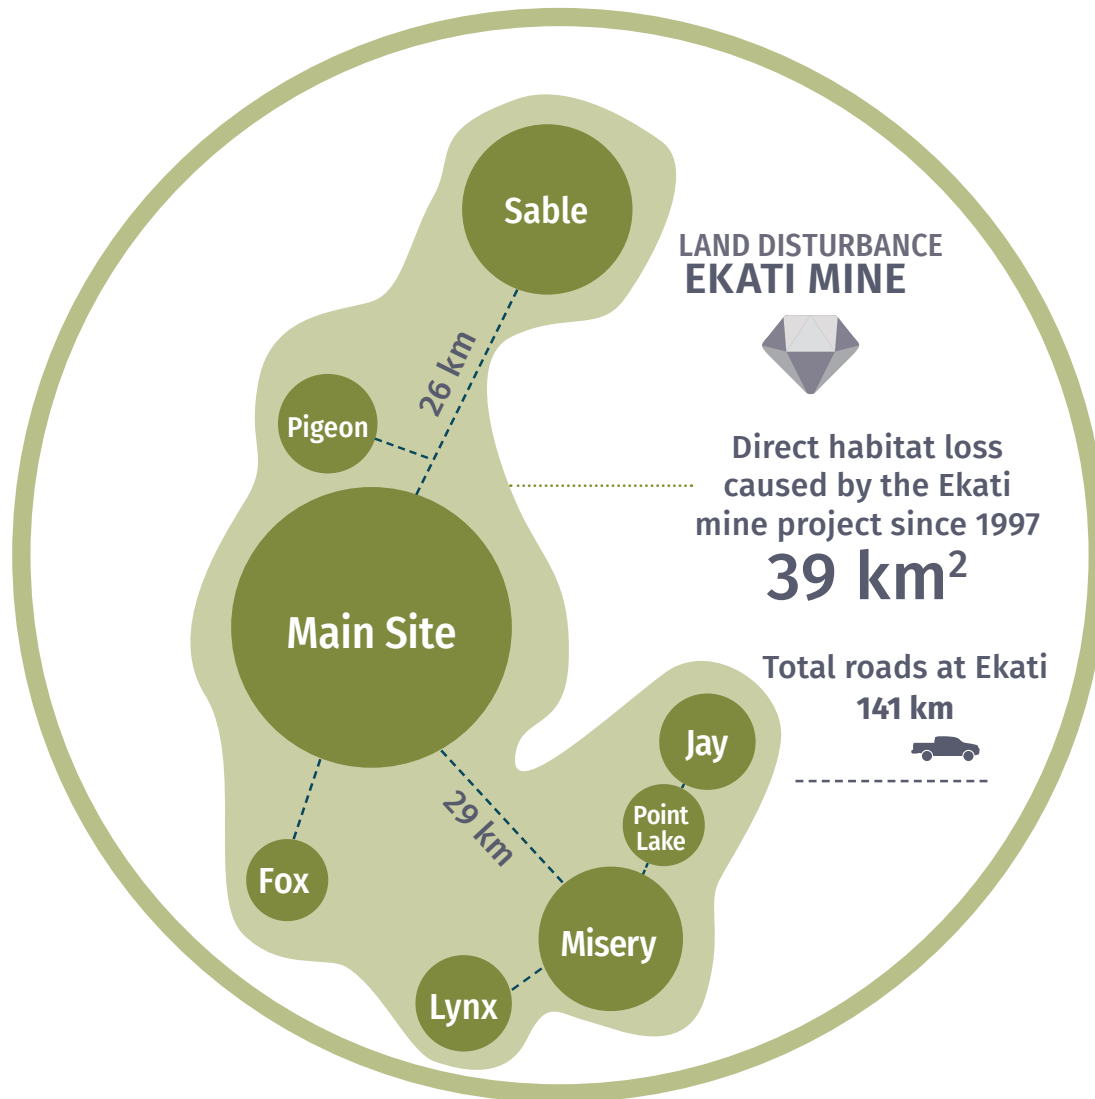 Sable
LAND DISTURBANCE
EKATI MINE
26 km
Pigeon
Direct habitat loss
caused by the Ekati
mine project since 1997
39 km²
Main Site
Total roads at Ekati
141 km
Jay
29 km
Point
Lake
Fox
Misery
Lynx